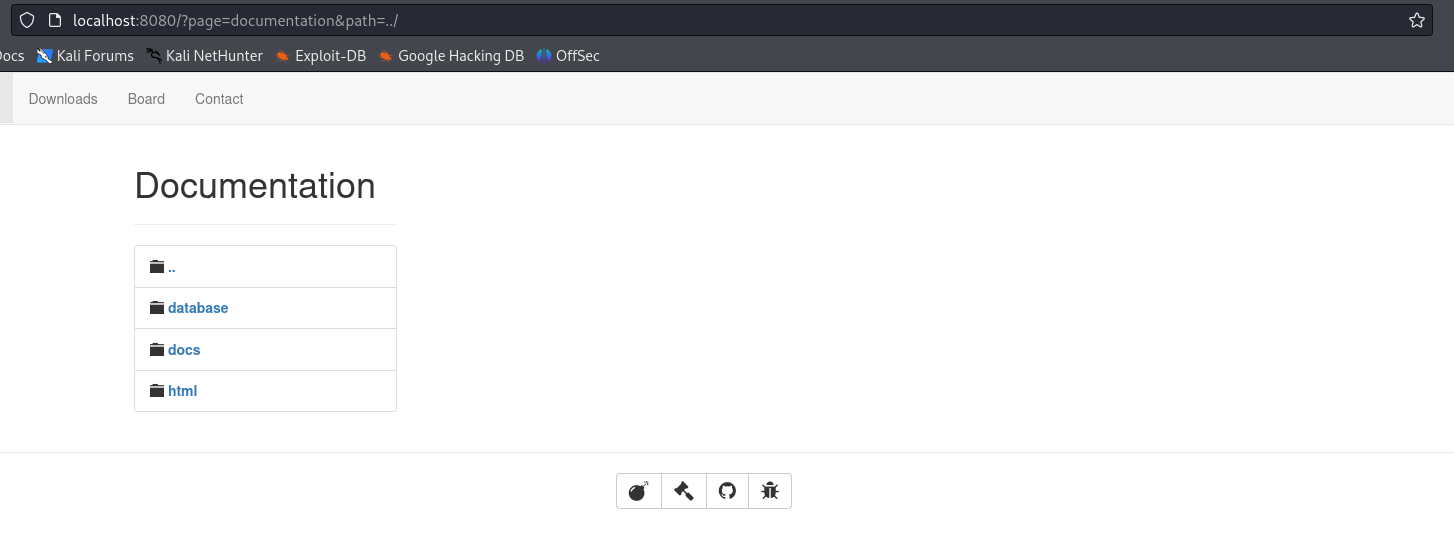 localhost:8080/?page=documentation&path=../
Docs Kali Forums Kali NetHunter Exploit-DB Google Hacking DB OffSec
Downloads Board Contact
Documentation
..
database
docs
html